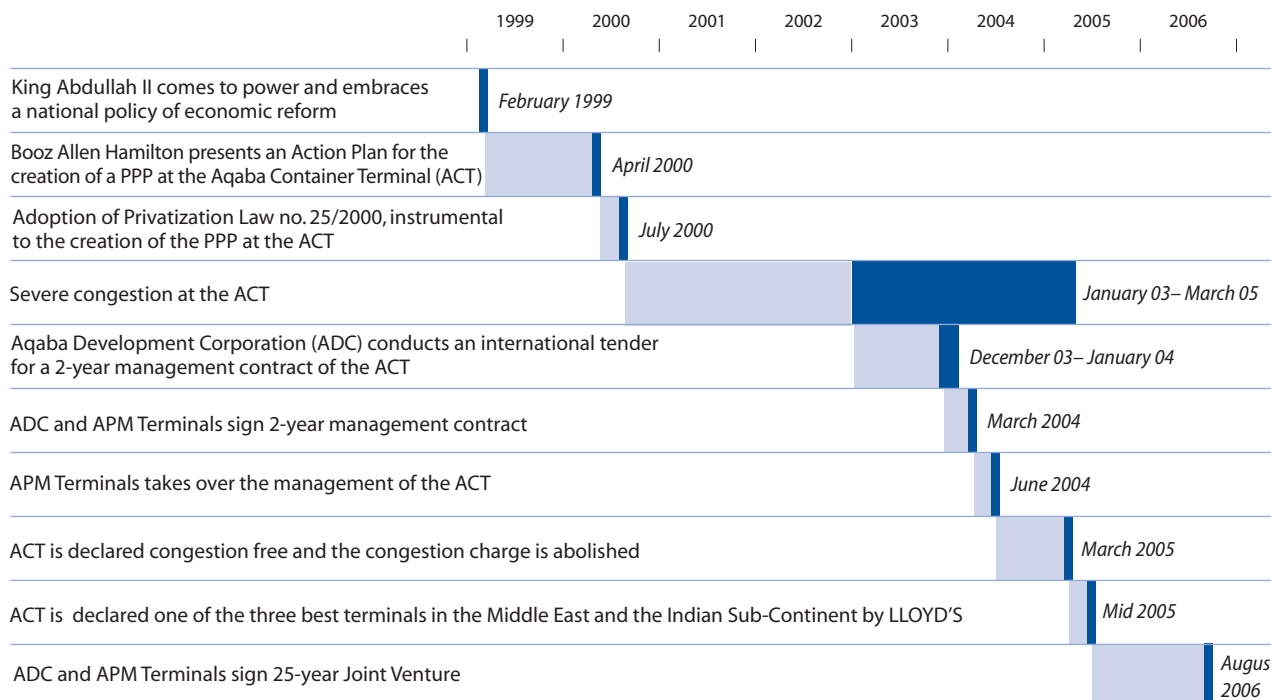 1999 2000 2001 2002 2003 2004 2005 2006
King Abdullah II comes to power and embraces
a national policy of economic reform
February 1999
Booz Allen Hamilton presents an Action Plan for the
creation of a PPP at the Aqaba Container Terminal (ACT)
April 2000
Adoption of Privatization Law no. 25/2000, instrumental
to the creation of the PPP at the ACT
July 2000
Severe congestion at the ACT
January 03– March 05
Aqaba Development Corporation (ADC) conducts an international tender
for a 2-year management contract of the ACT
December 03– January 04
ADC and APM Terminals sign 2-year management contract
March 2004
APM Terminals takes over the management of the ACT
June 2004
ACT is declared congestion free and the congestion charge is abolished
March 2005
ACT is declared one of the three best terminals in the Middle East and the Indian Sub-Continent by LLOYD'S
Mid 2005
ADC and APM Terminals sign 25-year Joint Venture
Augus
2006